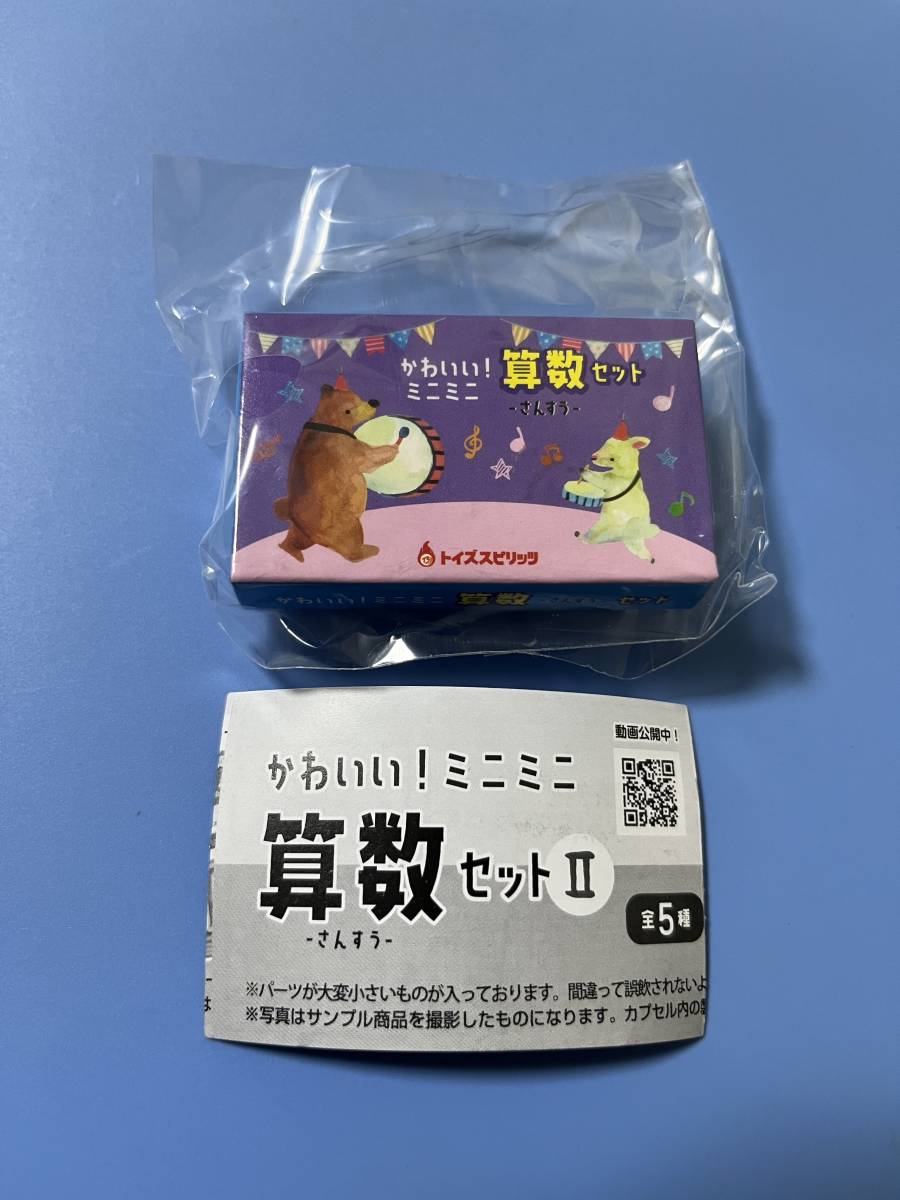 かわいい！
ミニミニ
算数セット
-さんすう-
トイズスピリッツ
かわいい！ミニミニ 算数 -さんすう- セット
動画公開中！
かわいい！ミニミニ
算数セットⅡ
-さんすう-
全5種
※パーツが大変小さいものが入っております。間違って誤飲されないよ
※写真はサンプル商品を撮影したものになります。カプセル内の
は